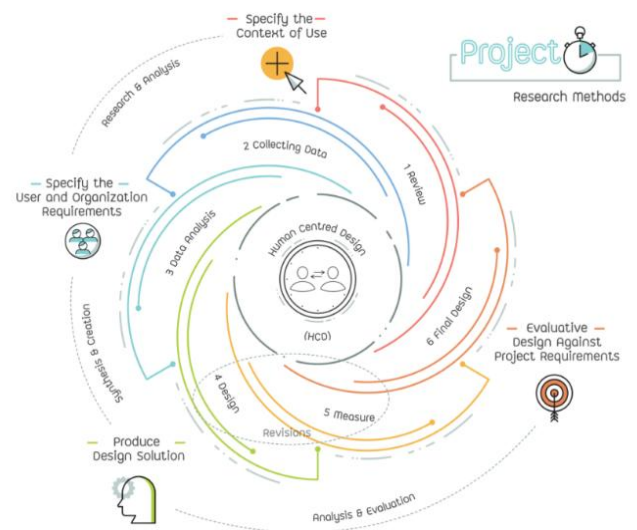 Specify the
Context of Use
Project
Research Methods
Research & Analysis
2 Collecting Data
1 Review
Specify the
User and Organization
Requirements
3 Data Analysis
Human Centred Design
(HCD)
6 Final Design
Evaluative
Design Against
Project Requirements
Synthesis & Creation
4 Design
5 Measure
Revisions
Produce
Design Solution
Analysis & Evaluation